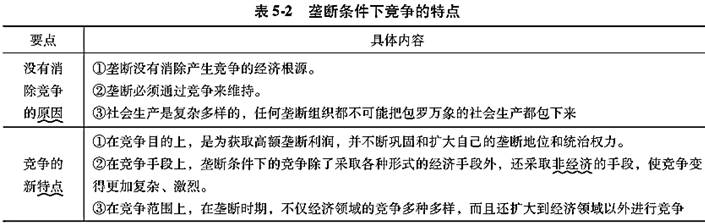 表 5-2 垄断条件下竞争的特点
要点 具体内容
没有消除竞争的原因
①垄断没有消除产生竞争的经济根源。
②垄断必须通过竞争来维持。
③社会生产是复杂多样的，任何垄断组织都不可能把包罗万象的社会生产都包下来
竞争的新特点
①在竞争目的上，是为获取高额垄断利润，并不断巩固和扩大自己的垄断地位和统治权力。
②在竞争手段上，垄断条件下的竞争除了采取各种形式的经济手段外，还采取非经济的手段，使竞争变
得更加复杂、激烈。
③在竞争范围上，在垄断时期，不仅经济领域的竞争多种多样，而且还扩大到经济领域以外进行竞争